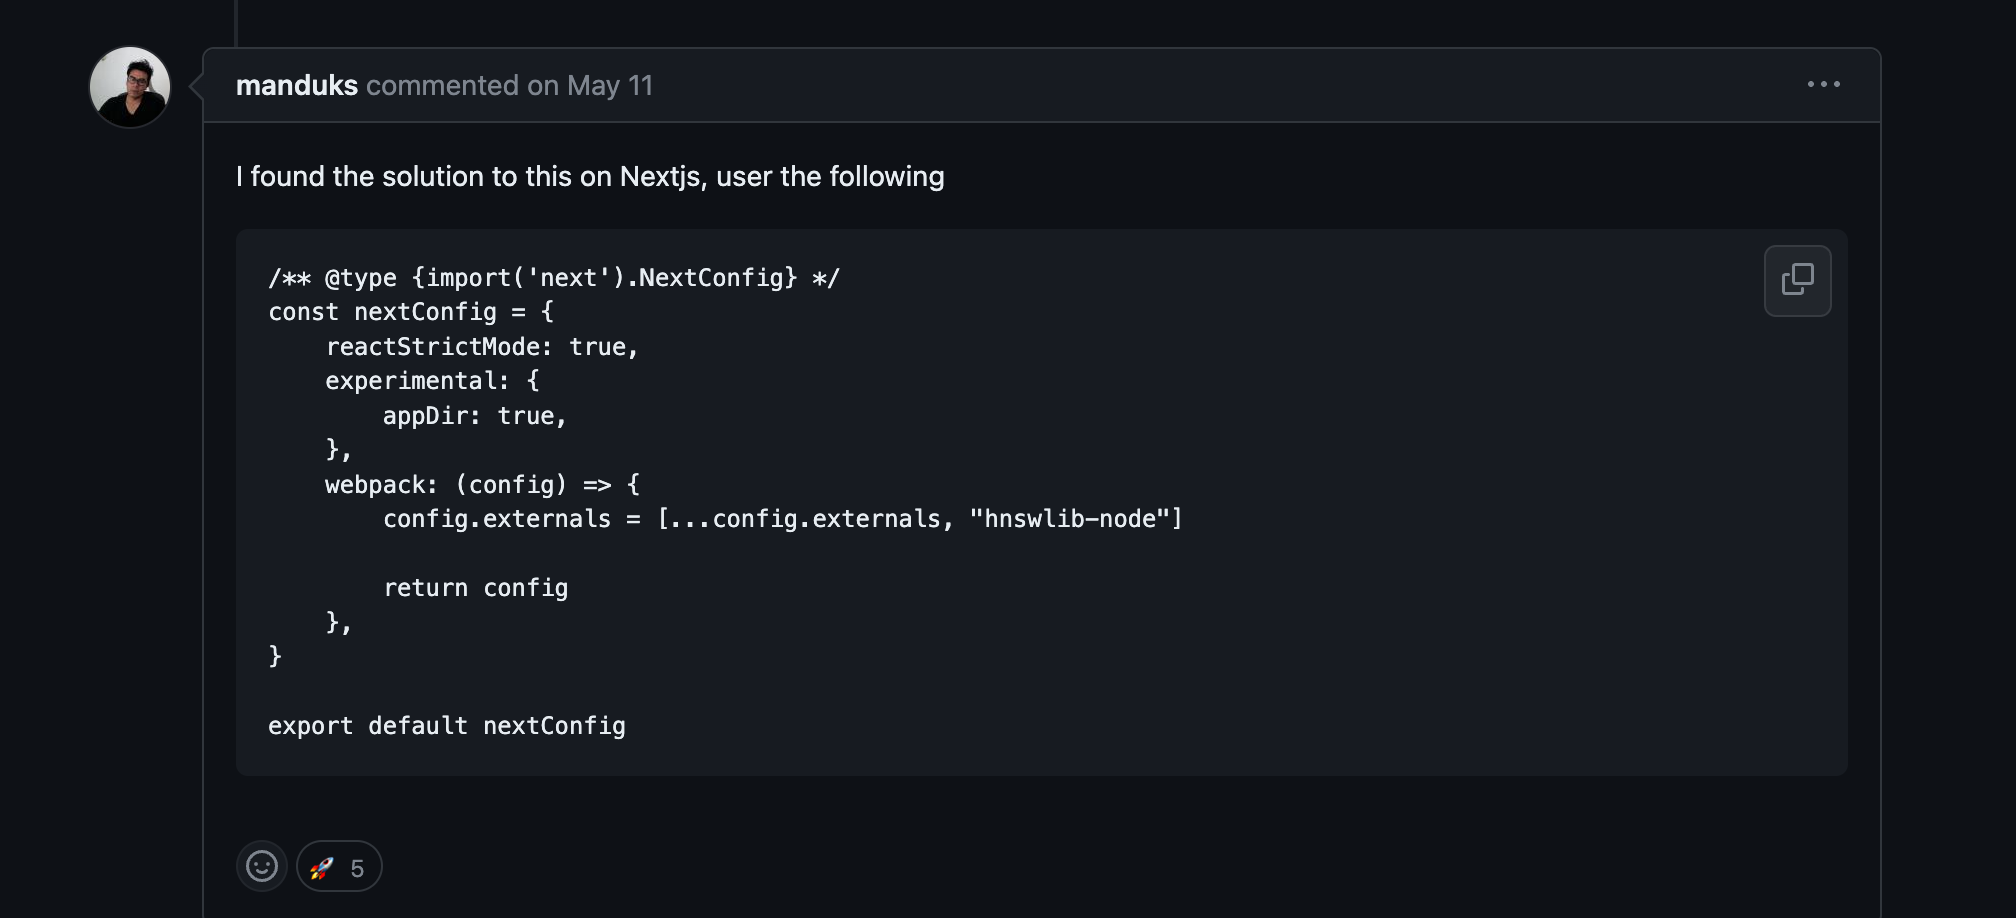 manduks commented on May 11
I found the solution to this on Nextjs, user the following
/** @type {import('next').NextConfig} */
const nextConfig = {
    reactStrictMode: true,
    experimental: {
        appDir: true,
    },
    webpack: (config) => {
        config.externals = [...config.externals, "hnswlib-node"]

        return config
    },
}

export default nextConfig
🚀 5